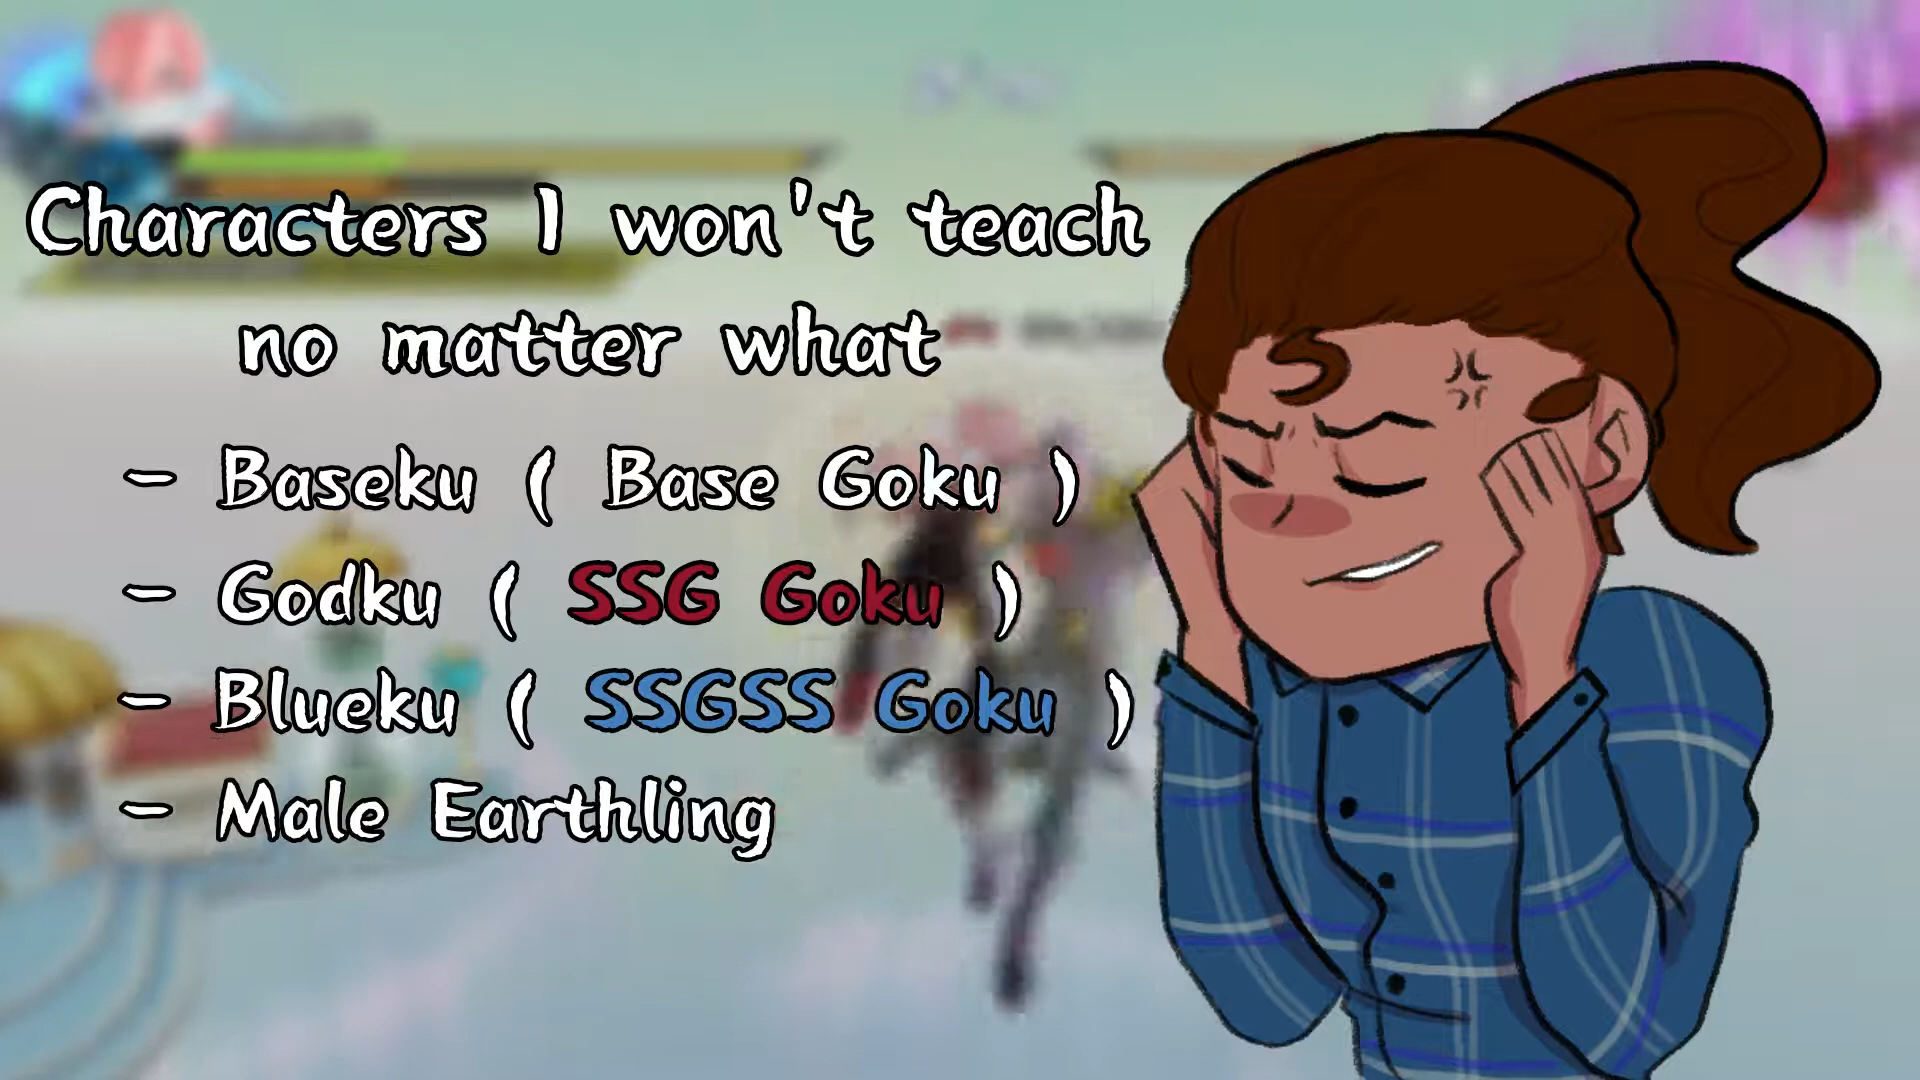 Characters I won't teach
no matter what
- Baseku ( Base Goku )
- Godku ( SSG Goku )
- Blueku ( SSGSS Goku )
- Male Earthling